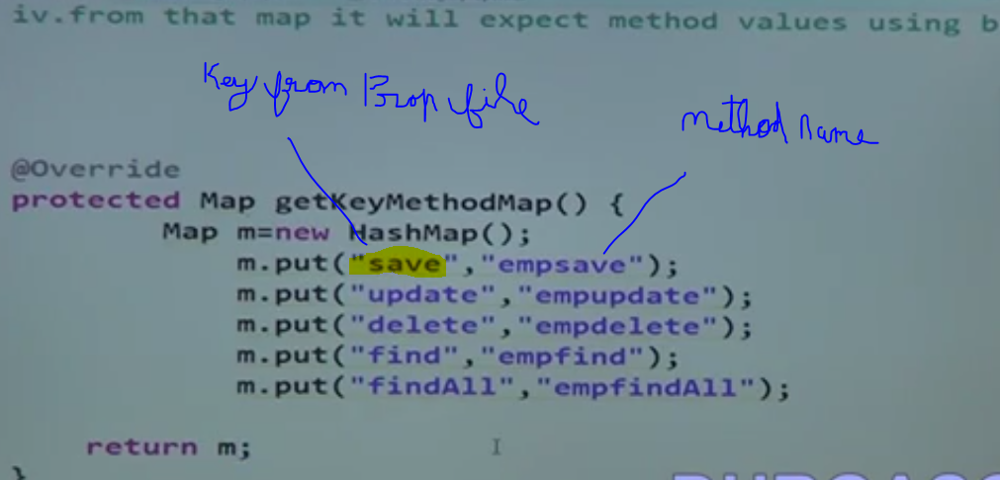 iv.from that map it will expect method values using b
Key from Prop file
method name
@Override
protected Map getKeyMethodMap() {
Map m=new HashMap();
m.put("save","empsave");
m.put("update","empupdate");
m.put("delete","empdelete");
m.put("find","empfind");
m.put("findAll","empfindAll");
return m;
}